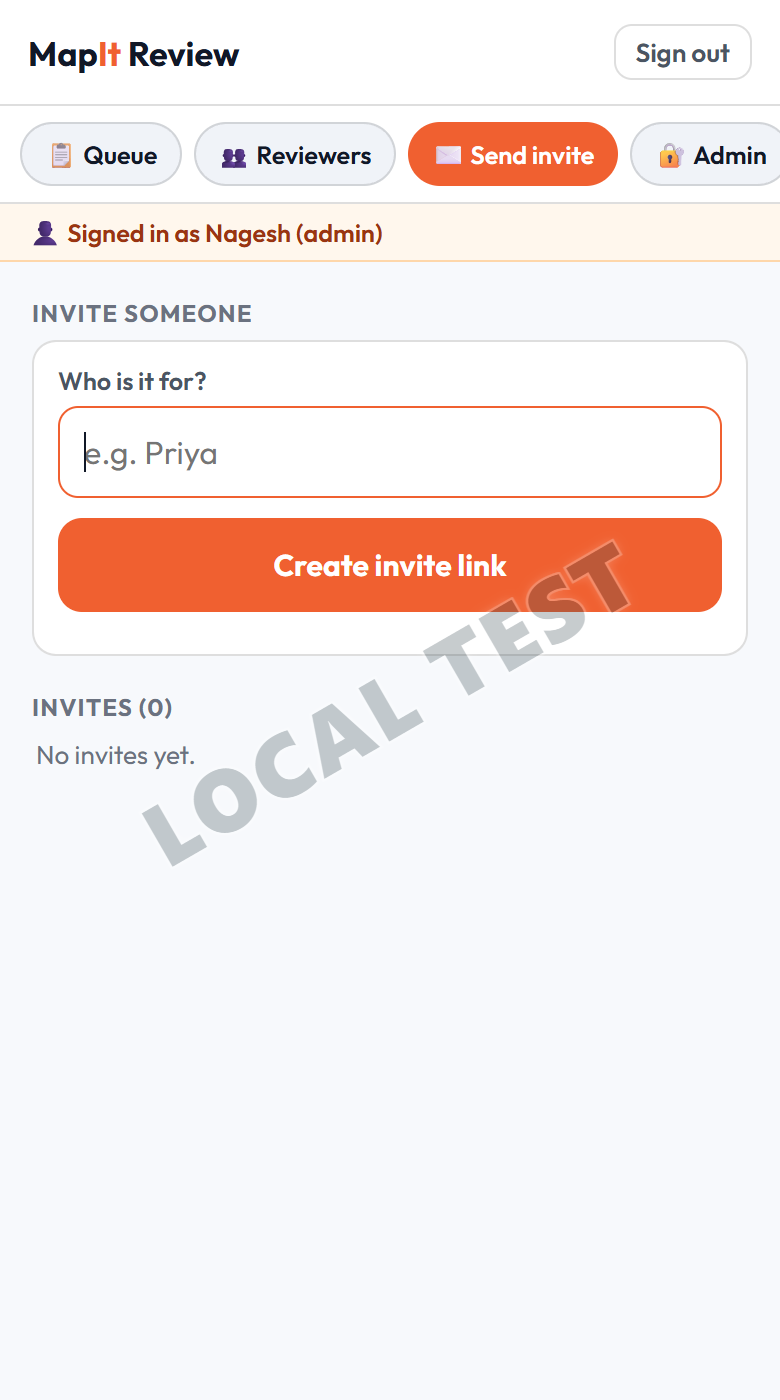 MapIt Review
Sign out
📋 Queue
👥 Reviewers
✉️ Send invite
🔐 Admin
👤 Signed in as Nagesh (admin)
INVITE SOMEONE
Who is it for?
e.g. Priya
Create invite link
INVITES (0)
No invites yet.
LOCAL TEST